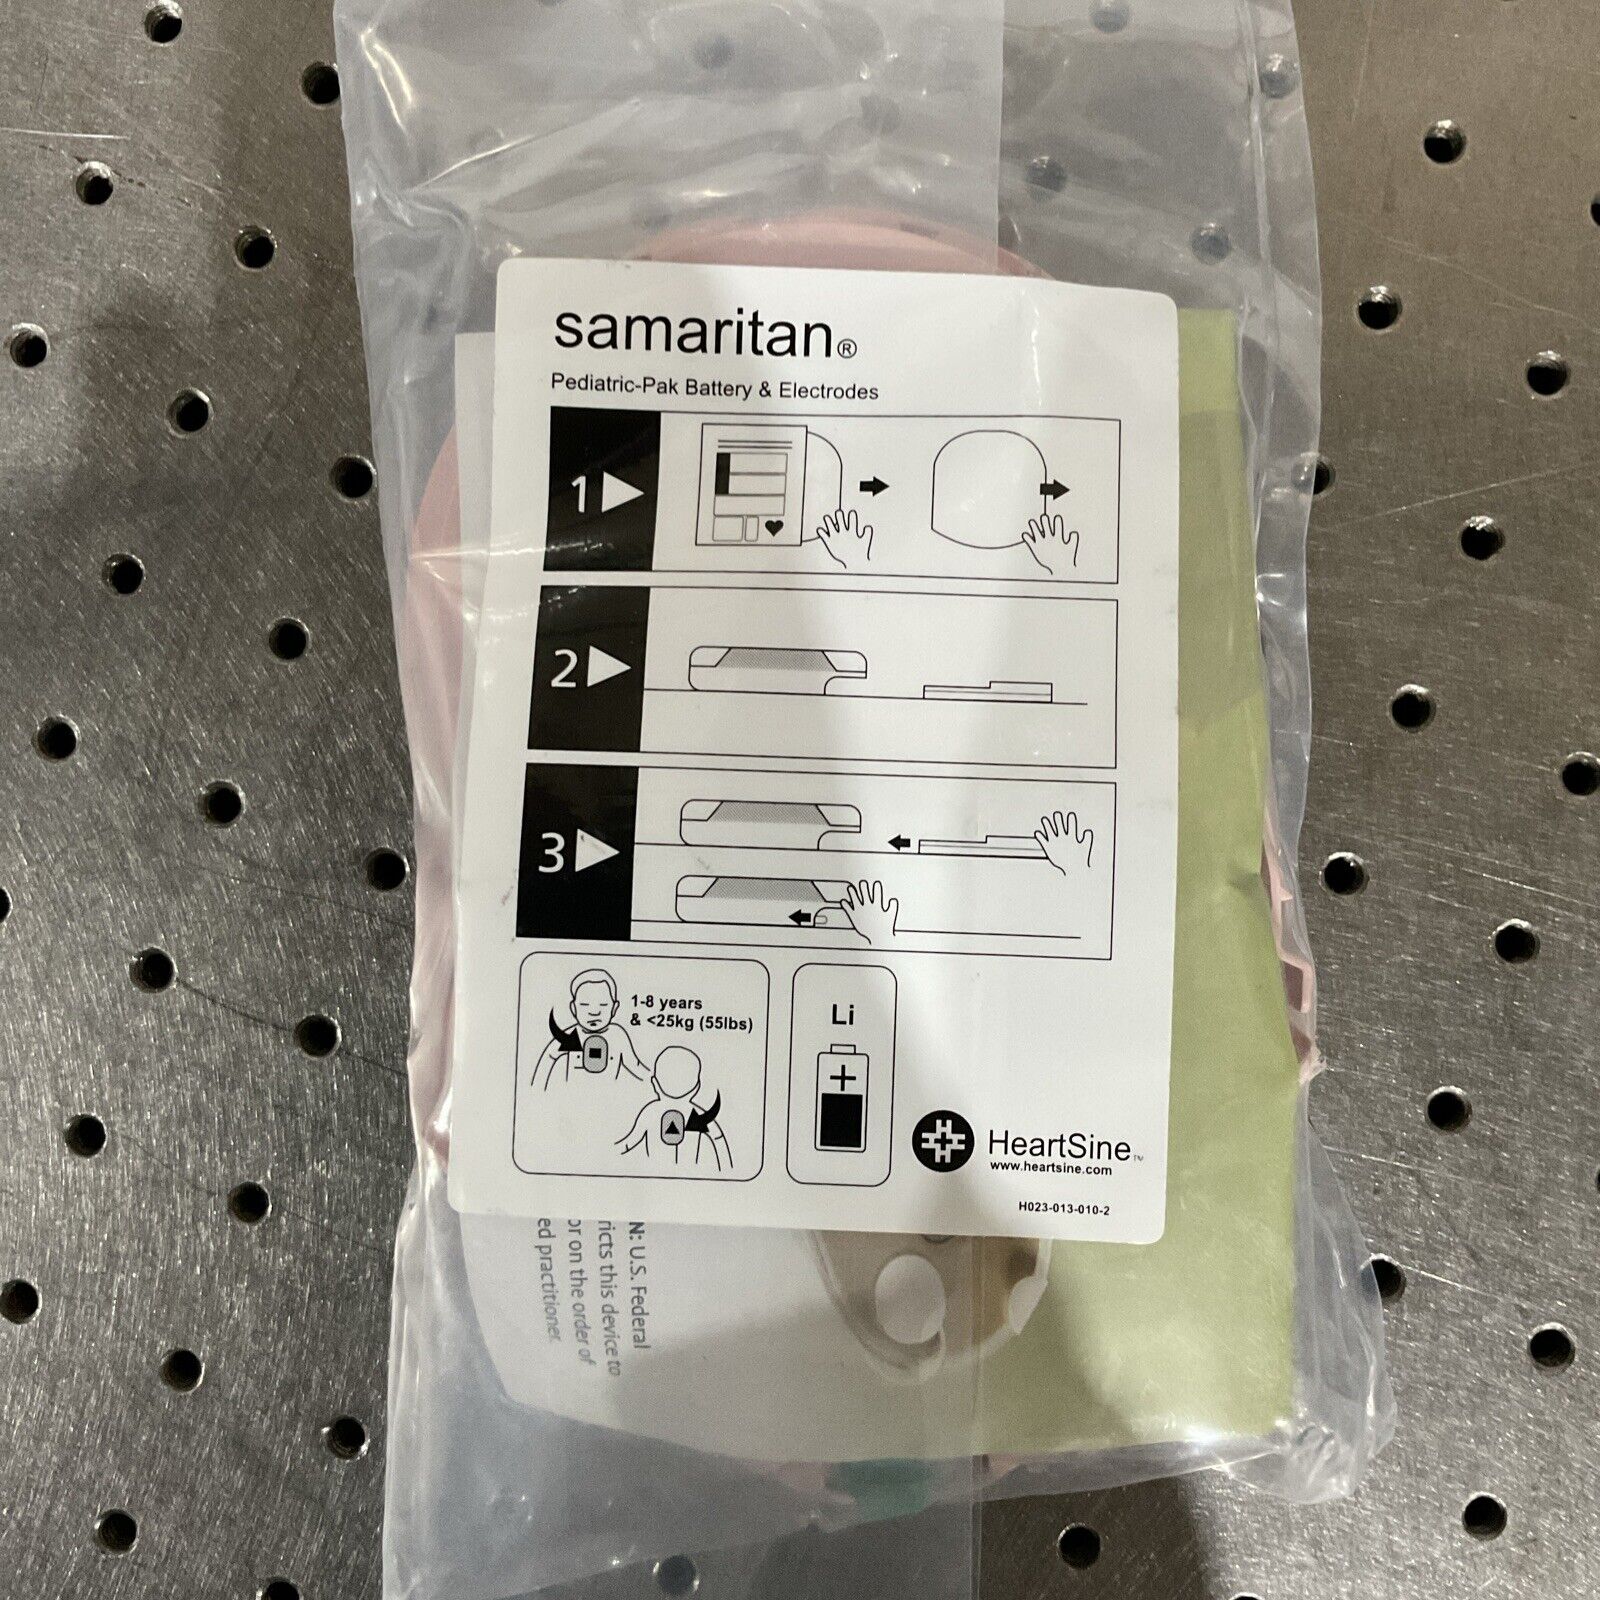 samaritan®
Pediatric-Pak Battery & Electrodes
1
2
3
1-8 years
& <25kg (55lbs)
Li
+
HeartSine™
www.heartsine.com
H023-013-010-2
N: U.S. Federal
ricts this device to
or on the order of
ed practitioner.